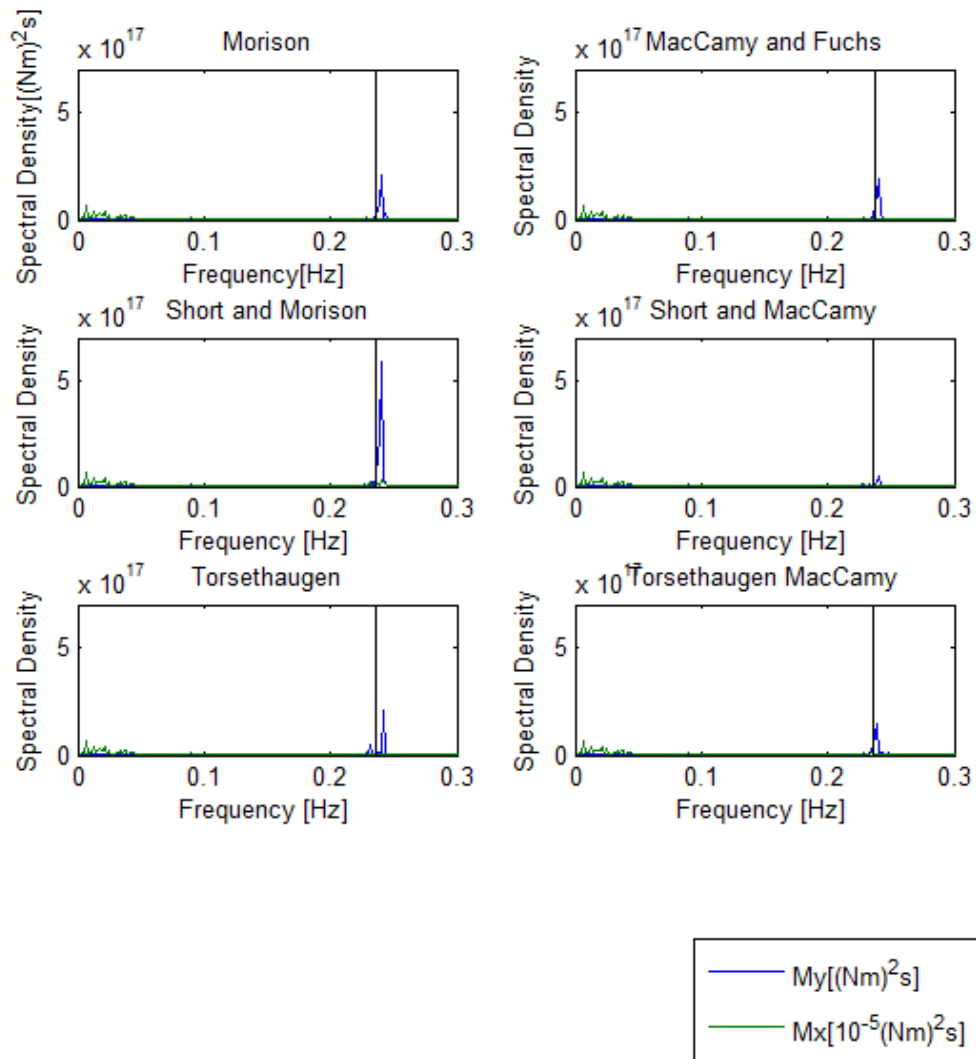 x 10^17 Morison
Spectral Density[(Nm)^2s]
5
0
0 0.1 0.2 0.3
Frequency[Hz]
x 10^17 MacCamy and Fuchs
Spectral Density
5
0
0 0.1 0.2 0.3
Frequency [Hz]
x 10^17 Short and Morison
Spectral Density
5
0
0 0.1 0.2 0.3
Frequency [Hz]
x 10^17 Short and MacCamy
Spectral Density
5
0
0 0.1 0.2 0.3
Frequency [Hz]
x 10^17 Torsethaugen
Spectral Density
5
0
0 0.1 0.2 0.3
Frequency [Hz]
x 10^17 Torsethaugen MacCamy
Spectral Density
5
0
0 0.1 0.2 0.3
Frequency [Hz]
My[(Nm)^2s]
Mx[10^-5(Nm)^2s]